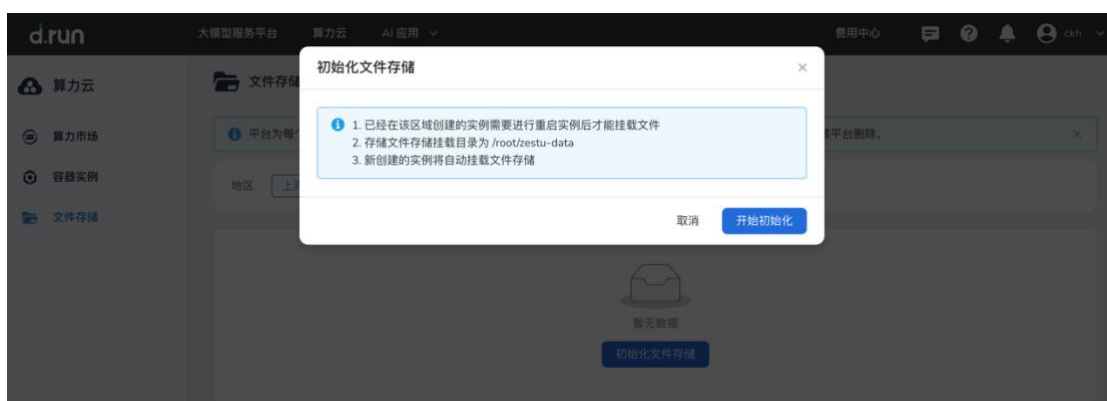 d.run
大模型服务平台
算力云
AI 应用
费用中心
ckh
算力云
算力市场
容器实例
文件存储
文件存储
平台为每
平台删除。
地区
上
初始化文件存储
1. 已经在该区域创建的实例需要进行重启实例后才能挂载文件
2. 存储文件存储挂载目录为 /root/zestu-data
3. 新创建的实例将自动挂载文件存储
取消
开始初始化
暂无数据
初始化文件存储